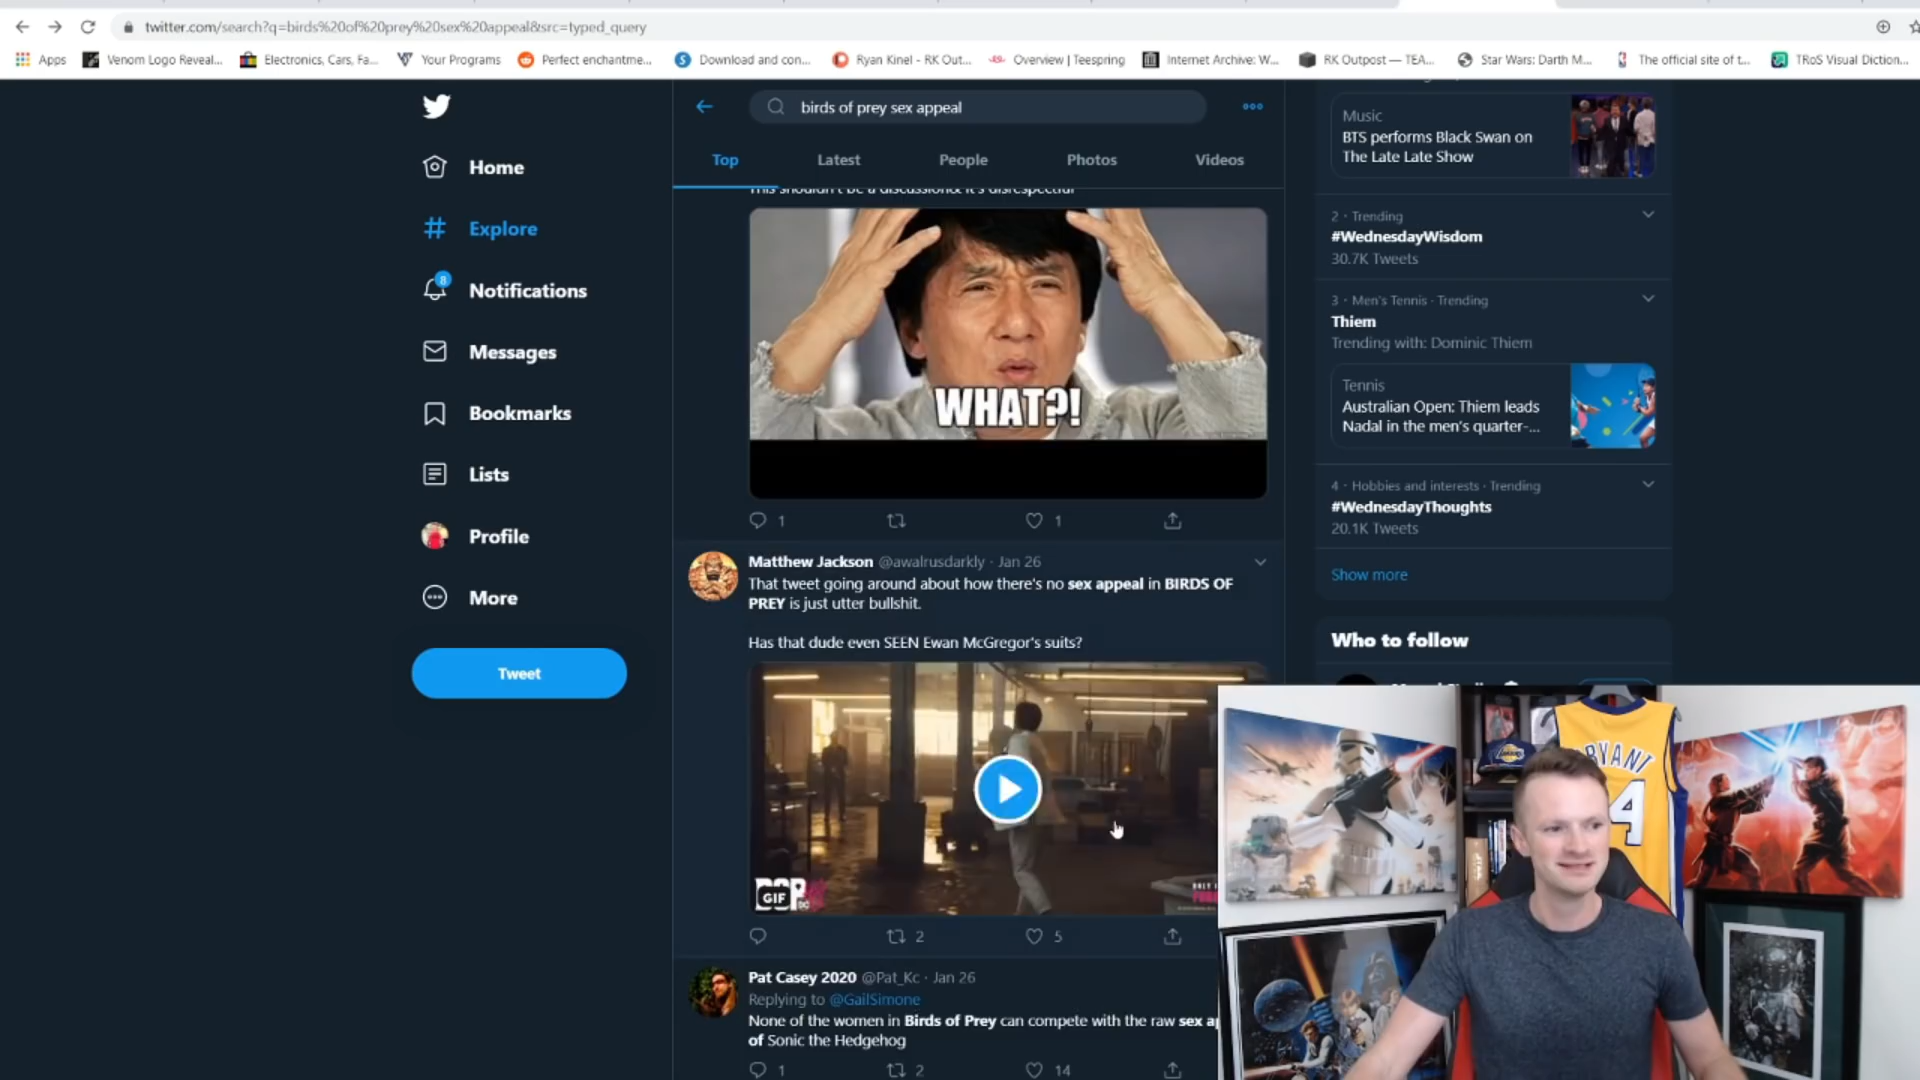 twitter.com/search?q=birds%20of%20prey%20sex%20appeal&src=typed_query
Apps
Venom Logo Reveal...
Electronics, Cars, Fa...
Your Programs
Perfect enchantme...
Download and con...
Ryan Kinel - RK Out...
Overview | Teespring
Internet Archive: W...
RK Outpost — TEA...
Star Wars: Darth M...
The official site of t...
TRoS Visual Diction...
birds of prey sex appeal
Top
Latest
People
Photos
Videos
Home
Explore
8
Notifications
Messages
Bookmarks
Lists
Profile
More
Tweet
This shouldn't be a discussion& it's disrespectful
WHAT?!
1
1
Matthew Jackson @awalrusdarkly · Jan 26
That tweet going around about how there's no sex appeal in BIRDS OF
PREY is just utter bullshit.
Has that dude even SEEN Ewan McGregor's suits?
GIF
2
5
Pat Casey 2020 @Pat_Kc · Jan 26
Replying to @GailSimone
None of the women in Birds of Prey can compete with the raw sex
of Sonic the Hedgehog
1
2
14
Music
BTS performs Black Swan on
The Late Late Show
2 · Trending
#WednesdayWisdom
30.7K Tweets
3 · Men's Tennis · Trending
Thiem
Trending with: Dominic Thiem
Tennis
Australian Open: Thiem leads
Nadal in the men's quarter-...
4 · Hobbies and interests · Trending
#WednesdayThoughts
20.1K Tweets
Show more
Who to follow
RYANT
4